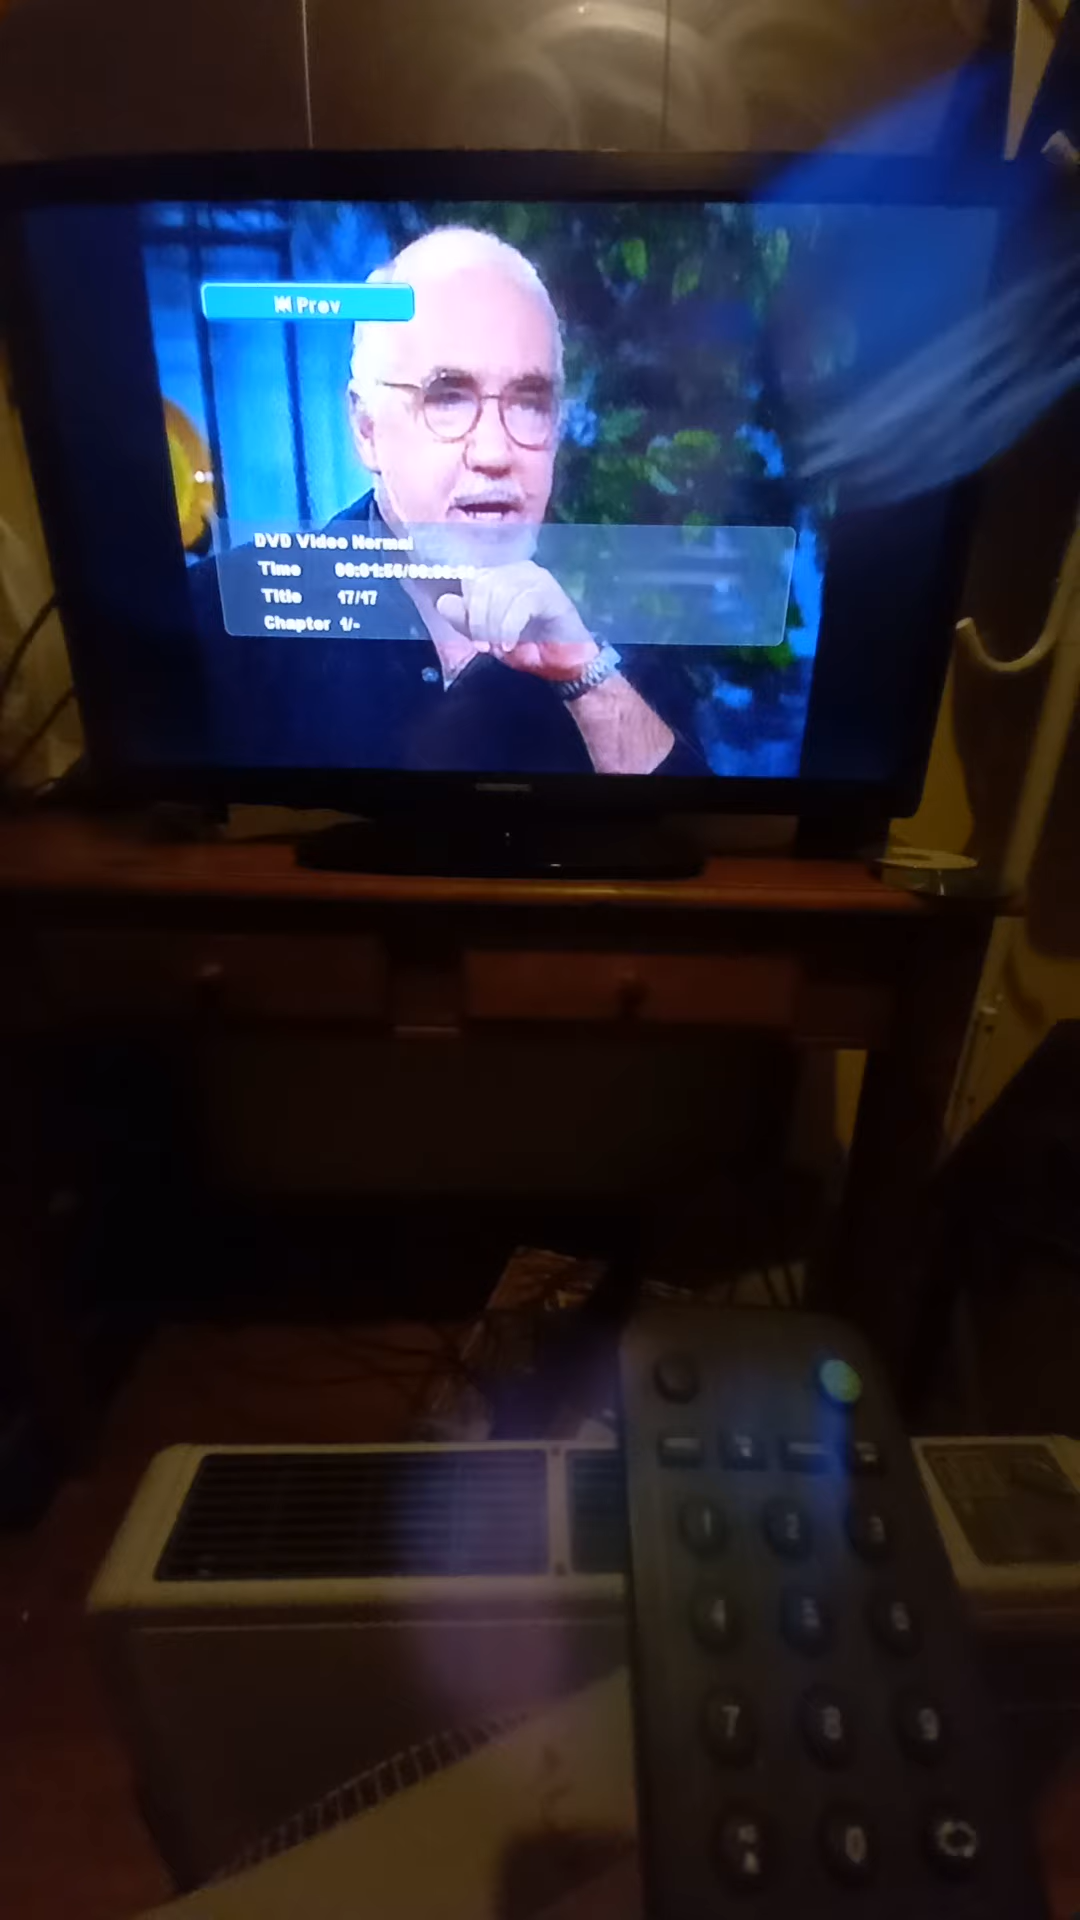 Prev
DVD Video Normal
Time
Title 17/17
Chapter 1/-
GRUNDIG
1 2 3
4 5 6
7 8 9
0